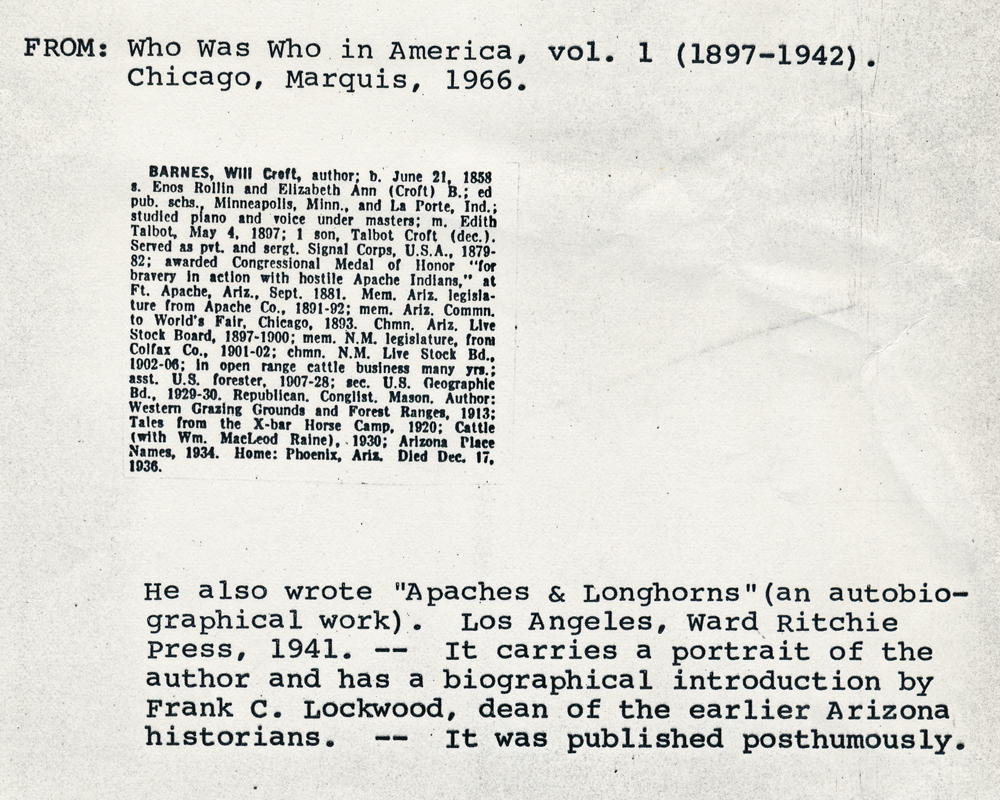 FROM: Who Was Who in America, vol. 1 (1897-1942).
Chicago, Marquis, 1966.
BARNES, Will Croft, author; b. June 21, 1858
s. Enos Rollin and Elizabeth Ann (Croft) B.; ed
pub. schs., Minneapolis, Minn., and La Porte, Ind.;
studied piano and voice under masters; m. Edith
Talbot, May 4, 1897; 1 son, Talbot Croft (dec.).
Served as pvt. and sergt. Signal Corps, U.S.A., 1879-
82; awarded Congressional Medal of Honor "for
bravery in action with hostile Apache Indians," at
Ft. Apache, Ariz., Sept. 1881. Mem. Ariz. legisla-
ture from Apache Co., 1891-92; mem. Ariz. Commn.
to World's Fair, Chicago, 1893. Chmn. Ariz. Live
Stock Board, 1897-1900; mem. N.M. legislature, from
Colfax Co., 1901-02; chmn. N.M. Live Stock Bd.,
1902-06; in open range cattle business many yrs.;
asst. U.S. forester, 1907-28; sec. U.S. Geographic
Bd., 1929-30. Republican. Conglist. Mason. Author:
Western Grazing Grounds and Forest Ranges, 1913;
Tales from the X-bar Horse Camp, 1920; Cattle
(with Wm. MacLeod Raine), 1930; Arizona Place
Names, 1934. Home: Phoenix, Ariz. Died Dec. 17,
1936.
He also wrote "Apaches & Longhorns"(an autobio-
graphical work). Los Angeles, Ward Ritchie
Press, 1941. -- It carries a portrait of the
author and has a biographical introduction by
Frank C. Lockwood, dean of the earlier Arizona
historians. -- It was published posthumously.